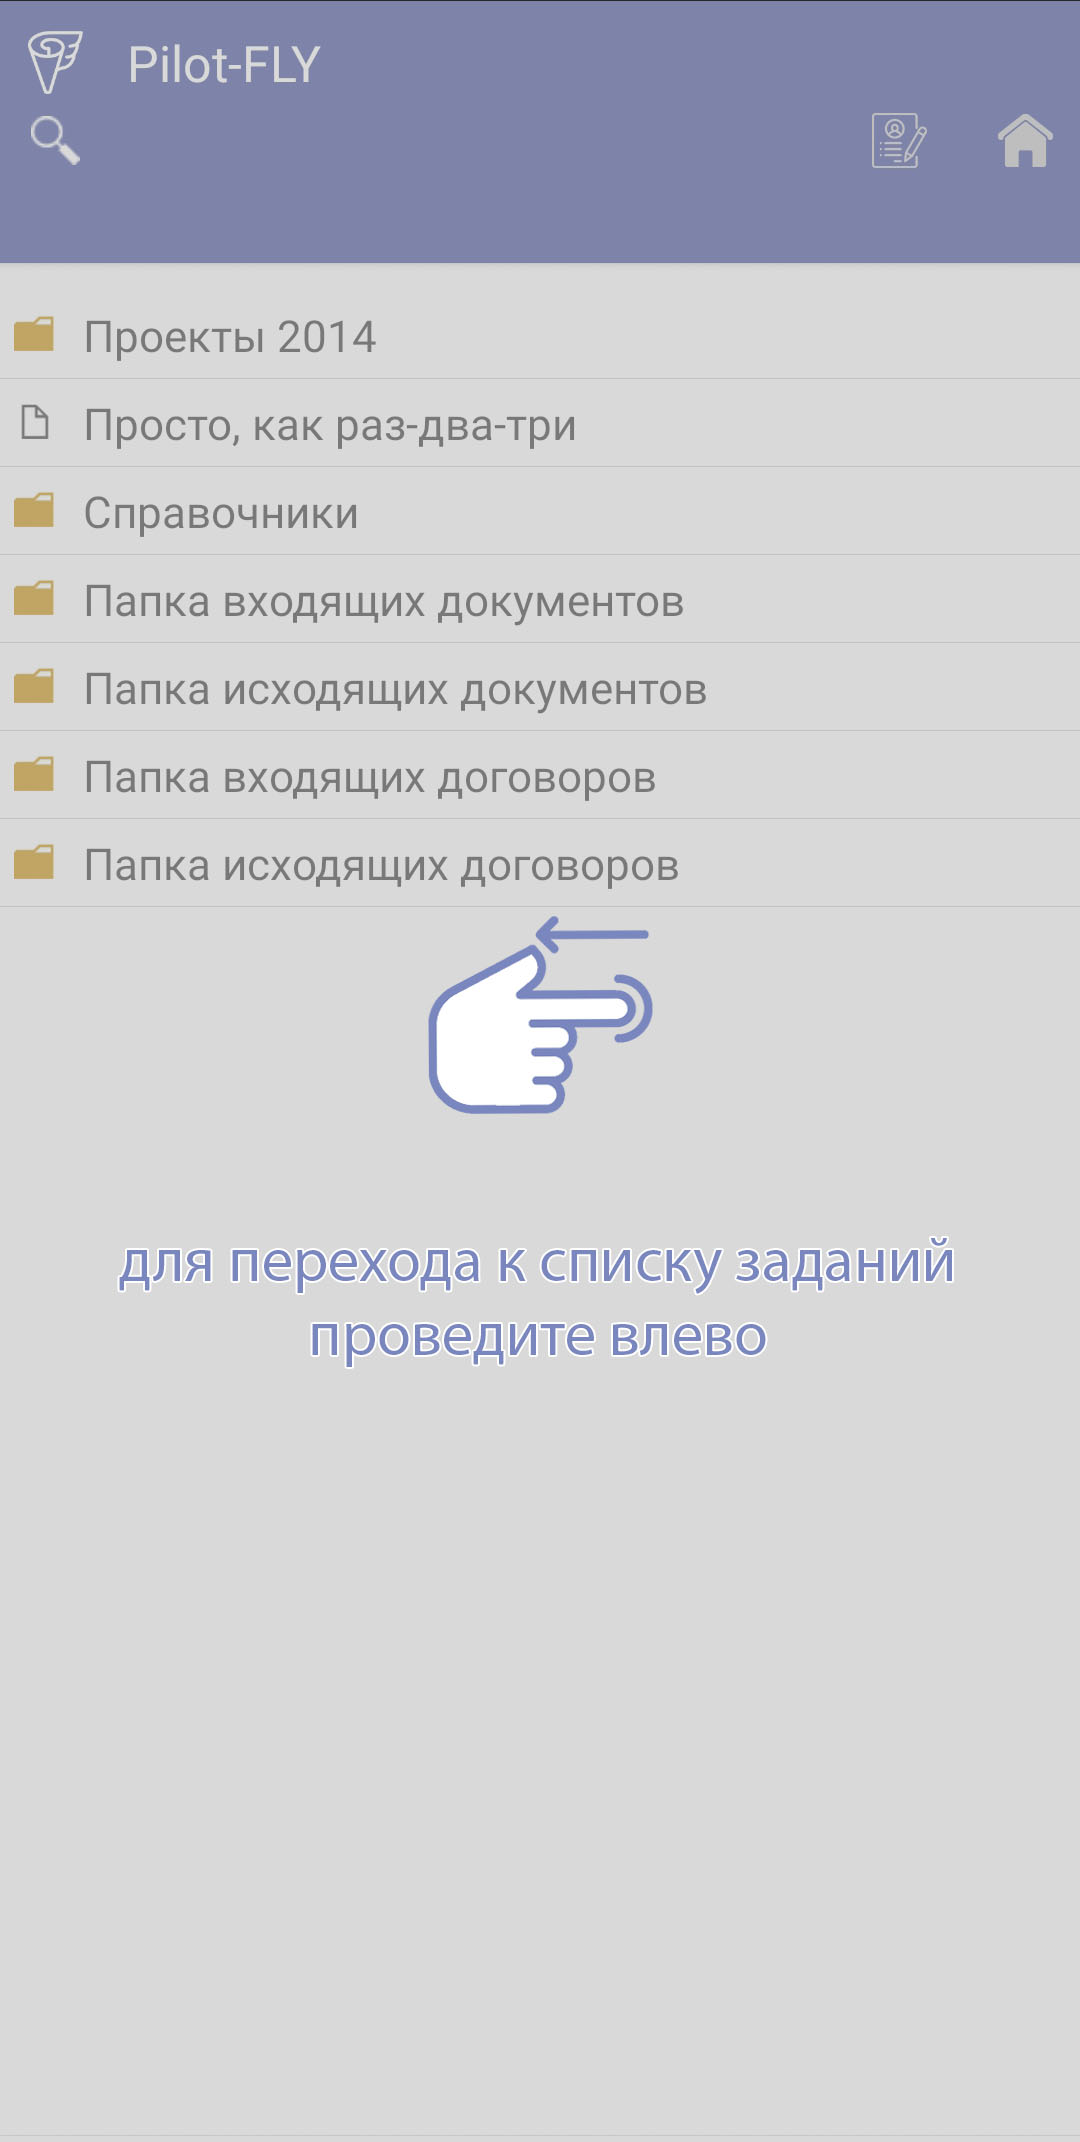 Pilot-FLY
Проекты 2014
Просто, как раз-два-три
Справочники
Папка входящих документов
Папка исходящих документов
Папка входящих договоров
Папка исходящих договоров
для перехода к списку заданий
проведите влево